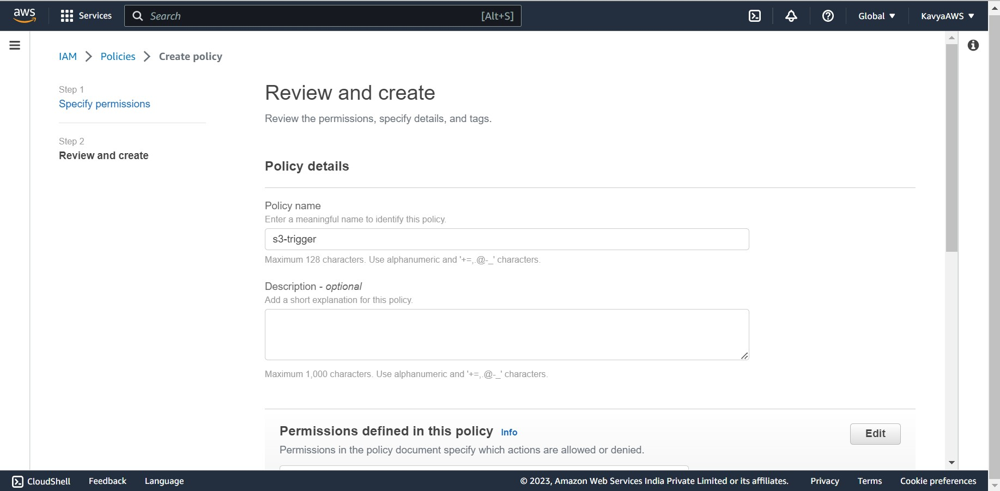 aws
Services
Search
[Alt+S]
Global
KavyaAWS
IAM > Policies > Create policy
Step 1
Specify permissions
Step 2
Review and create
Review and create
Review the permissions, specify details, and tags.
Policy details
Policy name
Enter a meaningful name to identify this policy.
s3-trigger
Maximum 128 characters. Use alphanumeric and '+=,.@-_' characters.
Description - optional
Add a short explanation for this policy.
Maximum 1,000 characters. Use alphanumeric and '+=,.@-_' characters.
Permissions defined in this policy Info
Edit
Permissions in the policy document specify which actions are allowed or denied.
CloudShell
Feedback
Language
© 2023, Amazon Web Services India Private Limited or its affiliates.
Privacy
Terms
Cookie preferences